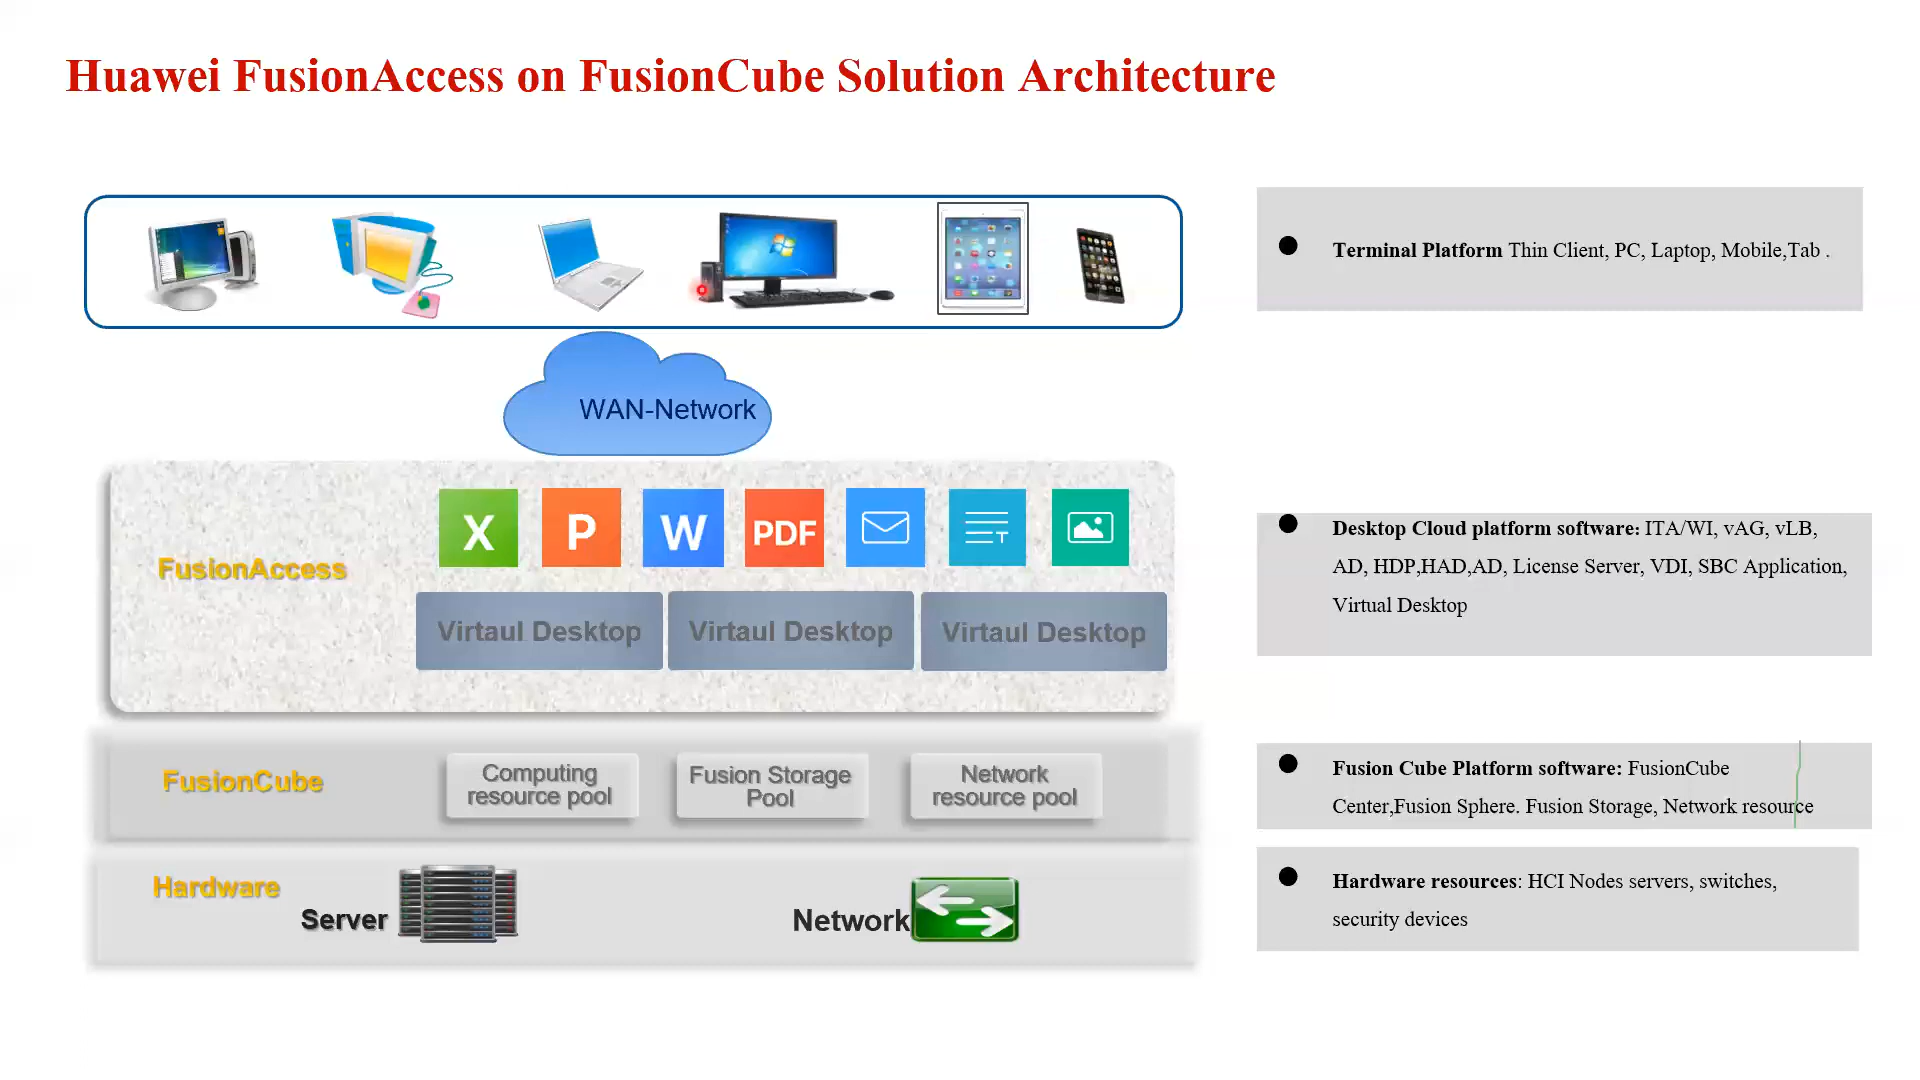 Huawei FusionAccess on FusionCube Solution Architecture
Terminal Platform Thin Client, PC, Laptop, Mobile,Tab .
WAN-Network
X P W PDF
FusionAccess
Virtaul Desktop Virtaul Desktop Virtaul Desktop
Desktop Cloud platform software: ITA/WI, vAG, vLB,
AD, HDP,HAD,AD, License Server, VDI, SBC Application,
Virtual Desktop
FusionCube
Computing
resource pool
Fusion Storage
Pool
Network
resource pool
Fusion Cube Platform software: FusionCube
Center,Fusion Sphere. Fusion Storage, Network resource
Hardware
Server
Network
Hardware resources: HCI Nodes servers, switches,
security devices